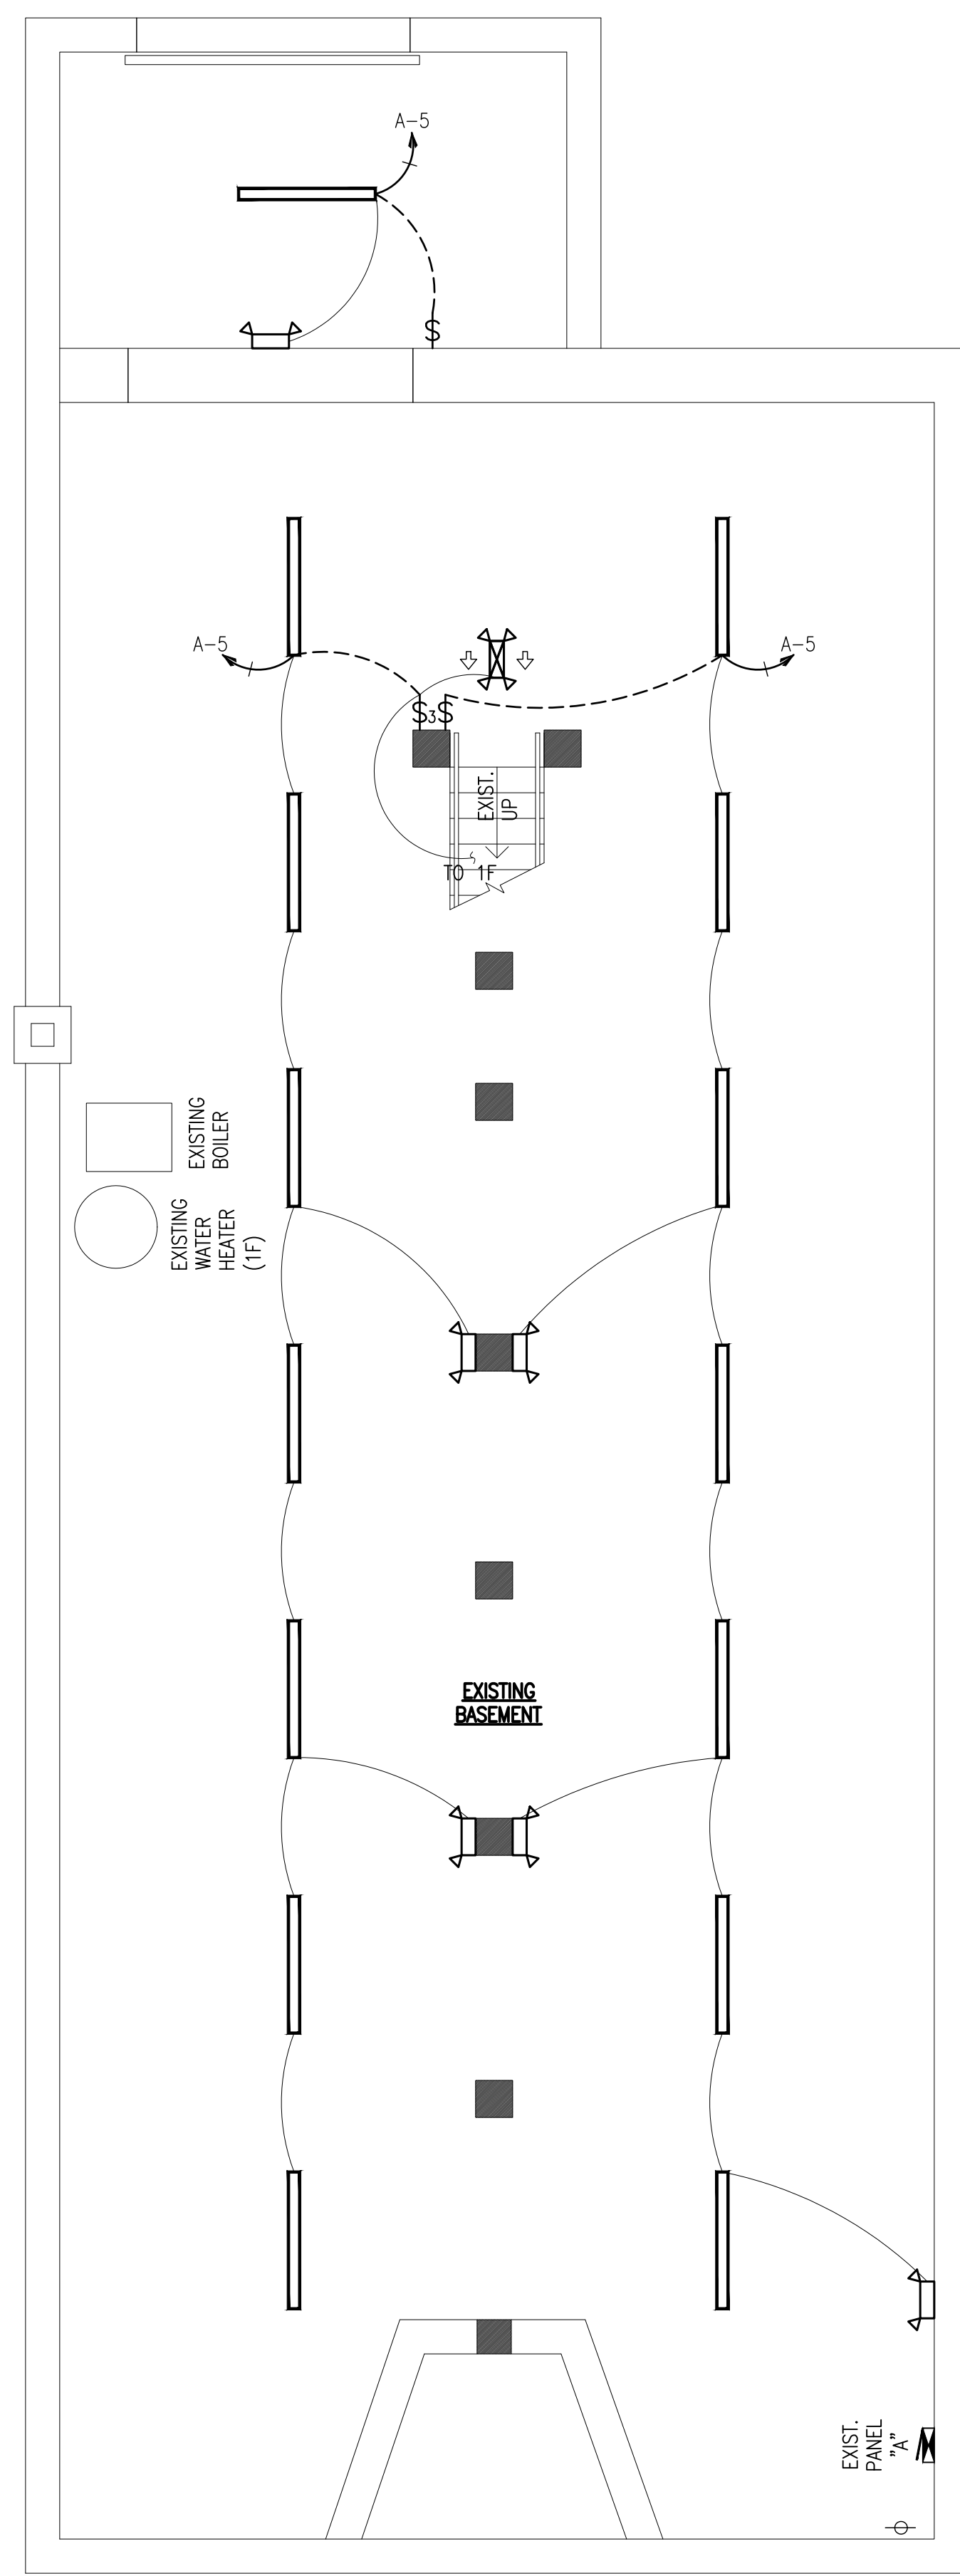 A-5
$
A-5
A-5
$3$
EXIST.
UP
TO 1F
EXISTING
BOILER
EXISTING
WATER
HEATER
(1F)
EXISTING
BASEMENT
EXIST.
PANEL
"A"